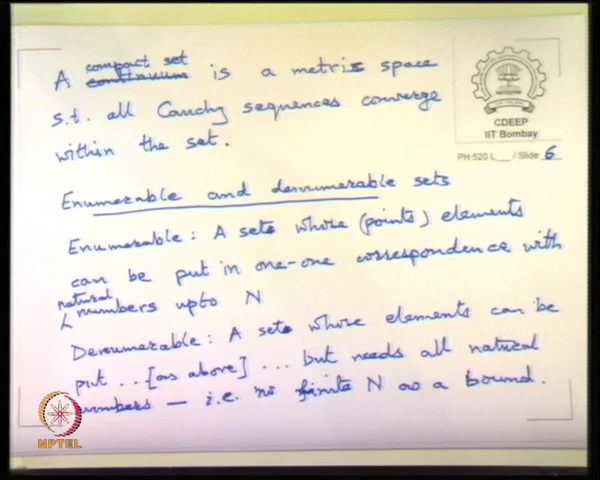 A compact set continuum is a metric space
s.t. all Cauchy sequences converge
within the set.
CDEEP
IIT Bombay
PH 520 L__ / Slide 6
Enumerable and denumerable sets
Enumerable: A set whose (points) elements
can be put in one-one correspondence with
natural numbers upto N
Denumerable: A set whose elements can be
put .. [as above] ... but needs all natural
numbers — i.e. no finite N as a bound.
NPTEL